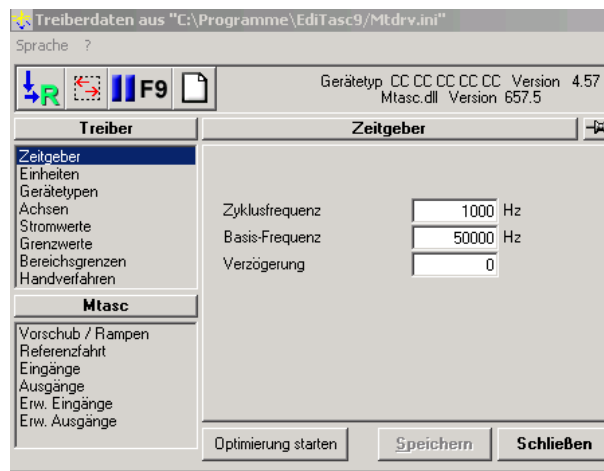 Treiberdaten aus "C:\Programme\EdiTasc9/Mtdrv.ini"
Sprache ?
R F9 Gerätetyp CC CC CC CC CC Version 4.57
Mtasc.dll Version 657.5
Treiber
Zeitgeber
Zeitgeber
Einheiten
Gerätetypen
Achsen
Stromwerte
Grenzwerte
Bereichsgrenzen
Handverfahren
Zyklusfrequenz 1000 Hz
Basis-Frequenz 50000 Hz
Verzögerung 0
Mtasc
Vorschub / Rampen
Referenzfahrt
Eingänge
Ausgänge
Erw. Eingänge
Erw. Ausgänge
Optimierung starten Speichern Schließen